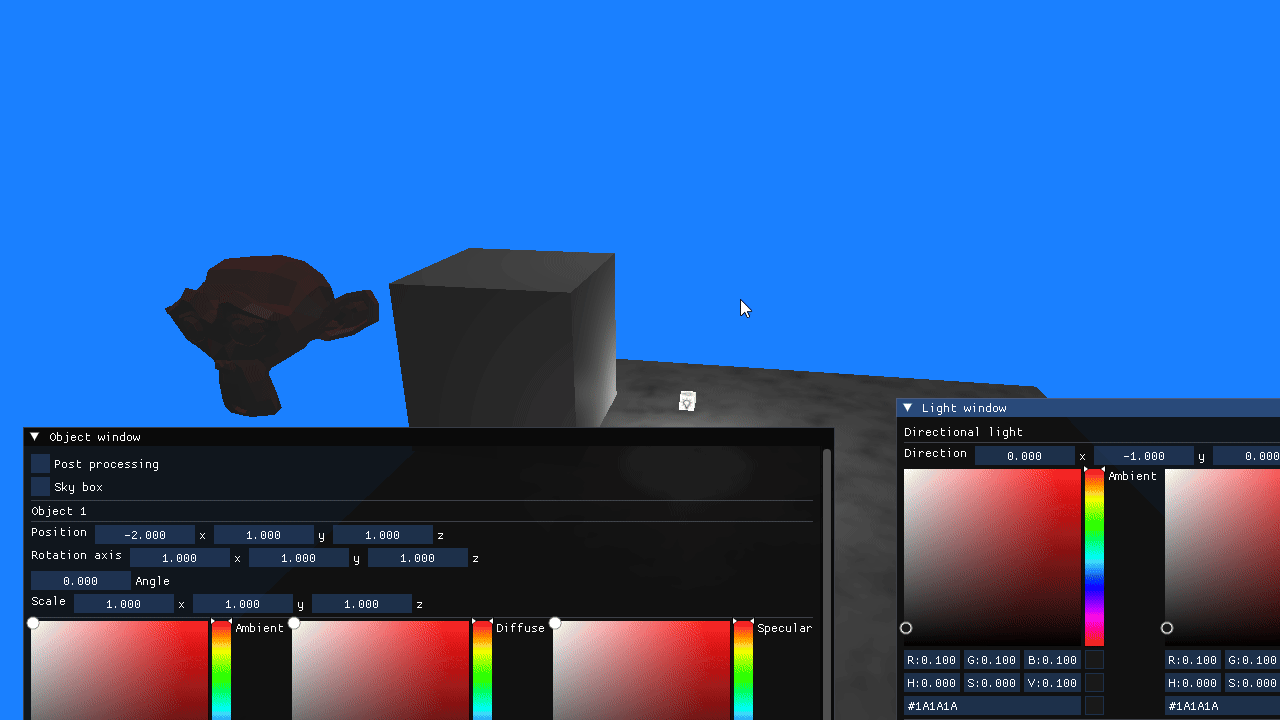 Object window
Post processing
Sky box
Object 1
Position -2.000 x 1.000 y 1.000 z
Rotation axis 1.000 x 1.000 y 1.000 z
0.000 Angle
Scale 1.000 x 1.000 y 1.000 z
Ambient Diffuse Specular
Light window
Directional light
Direction 0.000 x -1.000 y 0.000
Ambient
R:0.100 G:0.100 B:0.100 R:0.100 G:0.100
H:0.000 S:0.000 V:0.100 H:0.000 S:0.000
#1A1A1A #1A1A1A